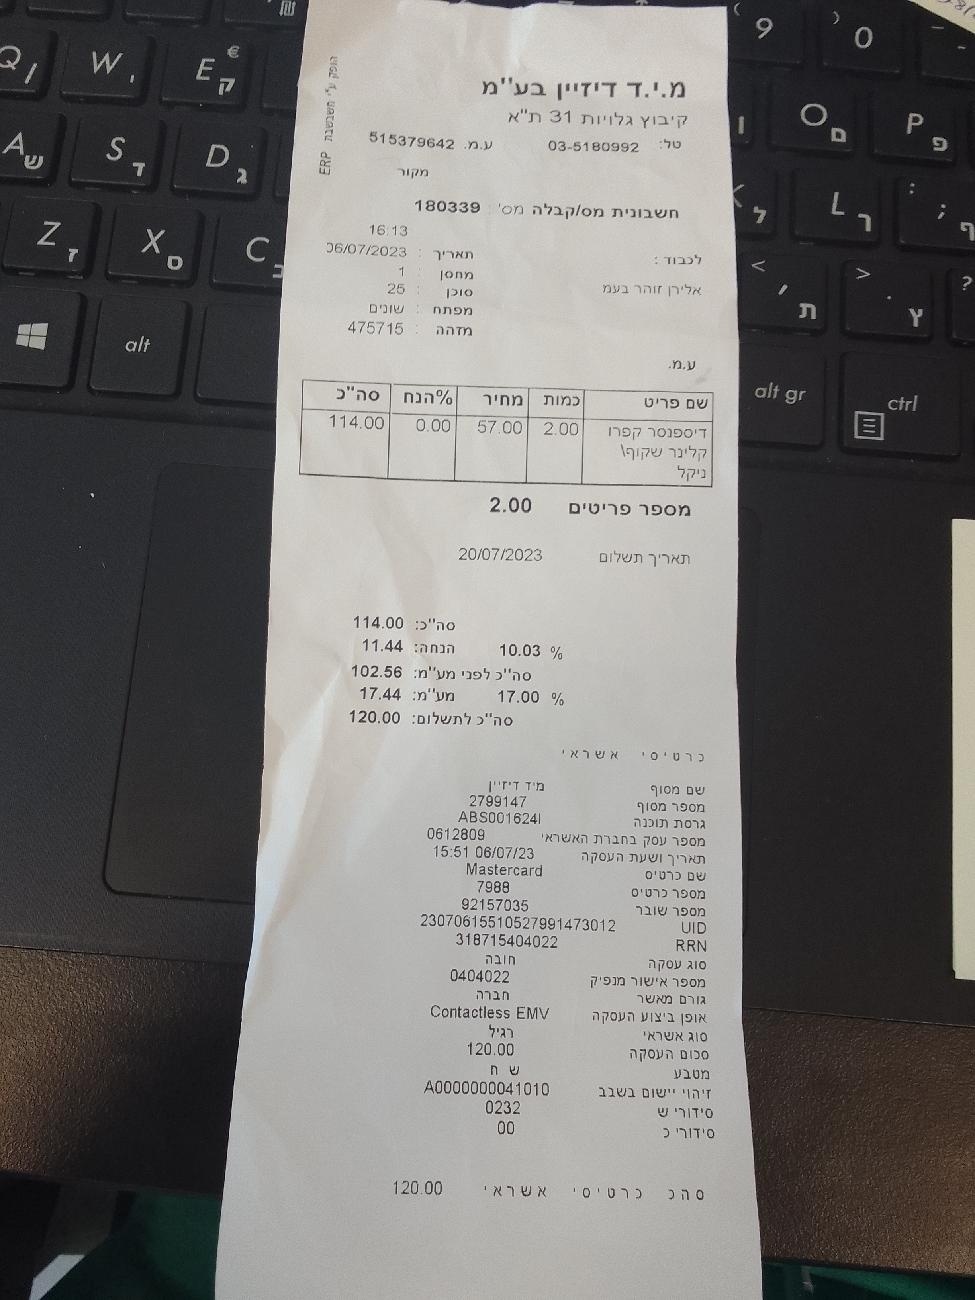 הופק ע"י חשבשבת ERP
מ.י.ד דיזיין בע"מ
קיבוץ גלויות 31 ת"א
טל: 03-5180992 ע.מ. 515379642
מקור
חשבונית מס/קבלה מס': 180339
16:13
תאריך : 06/07/2023
לכבוד :
מחסן : 1
סוכן : 25
אלירן זוהר בעמ
מפתח : שונים
מזהה : 475715
ע.מ.
שם פריט כמות מחיר %הנח סה"כ
דיספנסר קפרו 2.00 57.00 0.00 114.00
קלינר שקוף\
ניקל
מספר פריטים 2.00
תאריך תשלום 20/07/2023
סה"כ: 114.00
% 10.03 הנחה: 11.44
סה"כ לפני מע"מ: 102.56
% 17.00 מע"מ: 17.44
סה"כ לתשלום: 120.00
כרטיסי אשראי
שם מסוף מיד דיזיין
מספר מסוף 2799147
גרסת תוכנה ABS001624I
מספר עסק בחברת האשראי 0612809
תאריך ושעת העסקה 06/07/23 15:51
שם כרטיס Mastercard
מספר כרטיס 7988
מספר שובר 92157035
UID 23070615510527991473012
RRN 318715404022
סוג עסקה חובה
מספר אישור מנפיק 0404022
גורם מאשר חברה
אופן ביצוע העסקה Contactless EMV
סוג אשראי רגיל
סכום העסקה 120.00
מטבע ש ח
זיהוי יישום בשבב A0000000041010
סידורי ש 0232
סידורי כ 00
סהכ כרטיסי אשראי 120.00
Q /
W '
E ק €
9 (
0 )
A ש
S ד
D ג
O ם
P פ
L ך
; ף :
Z ז
X ס
C ב
< , ת
> . ץ
?
alt
alt gr
ctrl